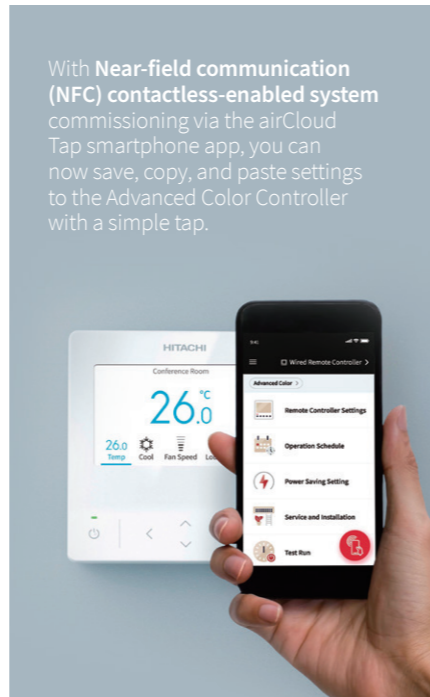 With Near-field communication
(NFC) contactless-enabled system
commissioning via the airCloud
Tap smartphone app, you can
now save, copy, and paste settings
to the Advanced Color Controller
with a simple tap.
HITACHI
Conference Room
26.0 °C
26.0
Temp Cool Fan Speed
9:41
Wired Remote Controller >
Advanced Color >
Remote Controller Settings
Operation Schedule
Power Saving Setting
Service and Installation
Test Run